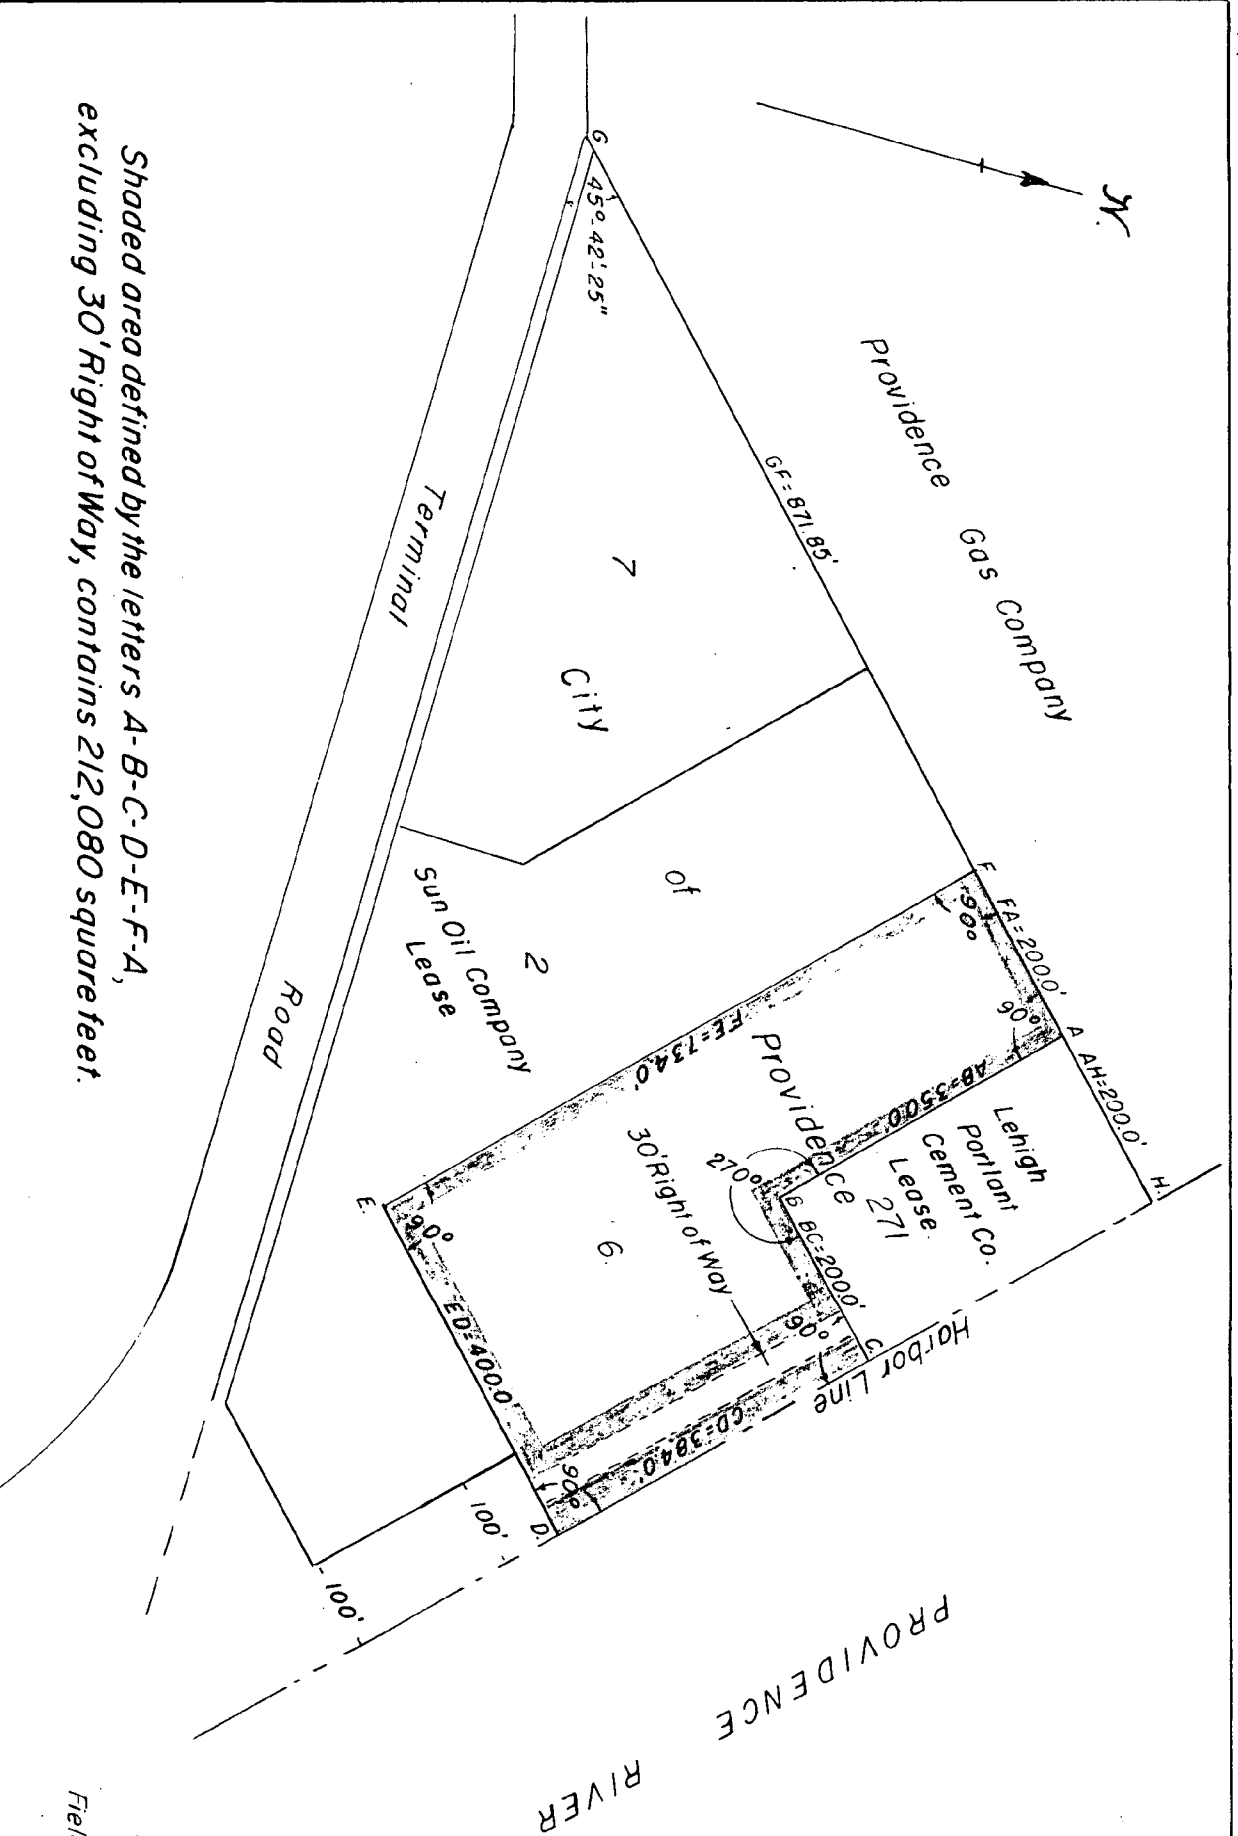 N.
Providence Gas Company
G
45°-42'-25"
GF=871.85'
7
City
of
Providence
F
FA=200.0'
90°
A
AH=200.0'
H.
90°
AB=350.0'
Lehigh
Portlant
Cement Co.
Lease.
271
B
270°
BC=200.0'
C.
90°
Harbor Line
FE=734.0'
30' Right of Way
6.
CD=384.0'
E.
90°
ED=400.0'
90°
D.
2
Sun Oil Company
Lease
Terminal
Road
100'
100'
PROVIDENCE
RIVER
Shaded area defined by the letters A-B-C-D-E-F-A,
excluding 30' Right of Way, contains 212,080 square feet.
Fiel